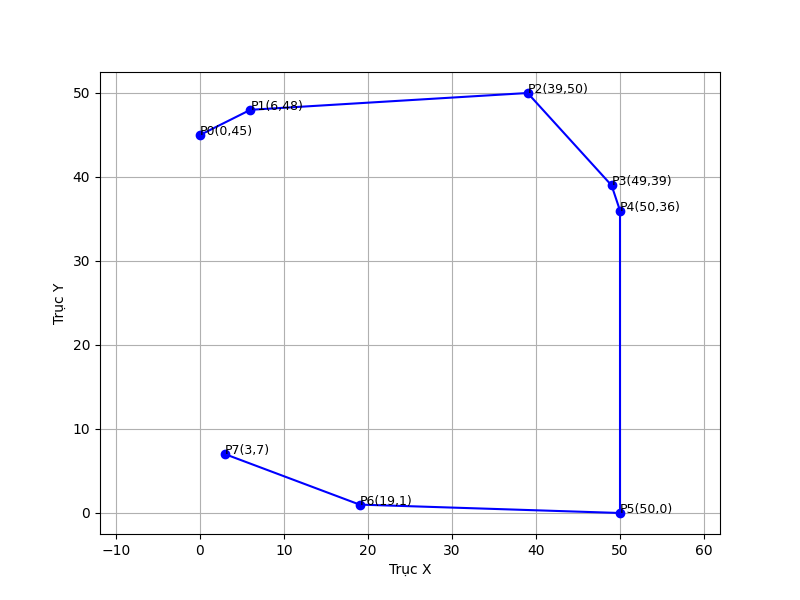 50
40
30
20
10
0
Trục Y
P0(0,45)
P1(6,48)
P2(39,50)
P3(49,39)
P4(50,36)
P5(50,0)
P6(19,1)
P7(3,7)
−10 0 10 20 30 40 50 60
Trục X